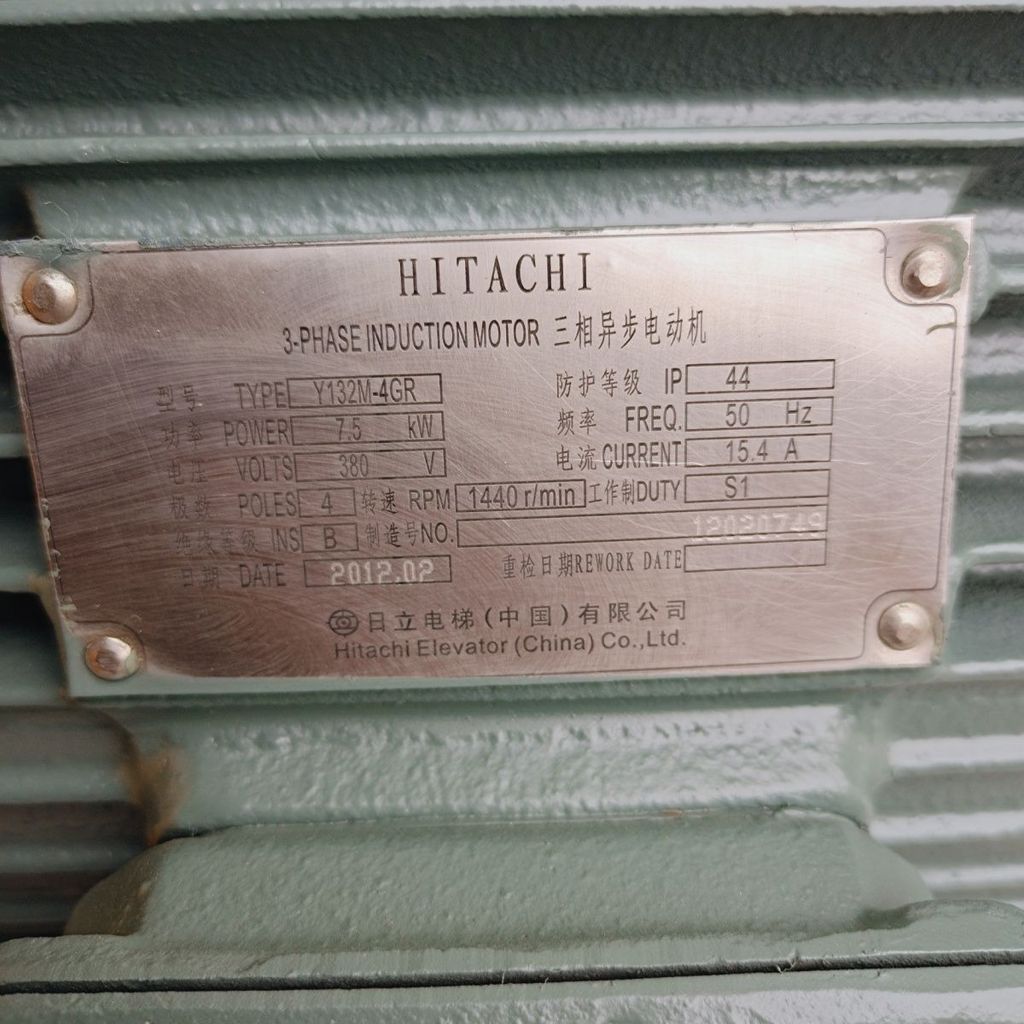 HITACHI
3-PHASE INDUCTION MOTOR 三相异步电动机
型号 TYPE Y132M-4GR 防护等级 IP 44
功率 POWER 7.5 kW 频率 FREQ. 50 Hz
电压 VOLTS 380 V 电流 CURRENT 15.4 A
极数 POLES 4 转速 RPM 1440 r/min 工作制 DUTY S1
绝缘等级 INS B 制造号 NO. 12020749
日期 DATE 2012.02 重检日期 REWORK DATE
日立电梯(中国)有限公司
Hitachi Elevator (China) Co.,Ltd.